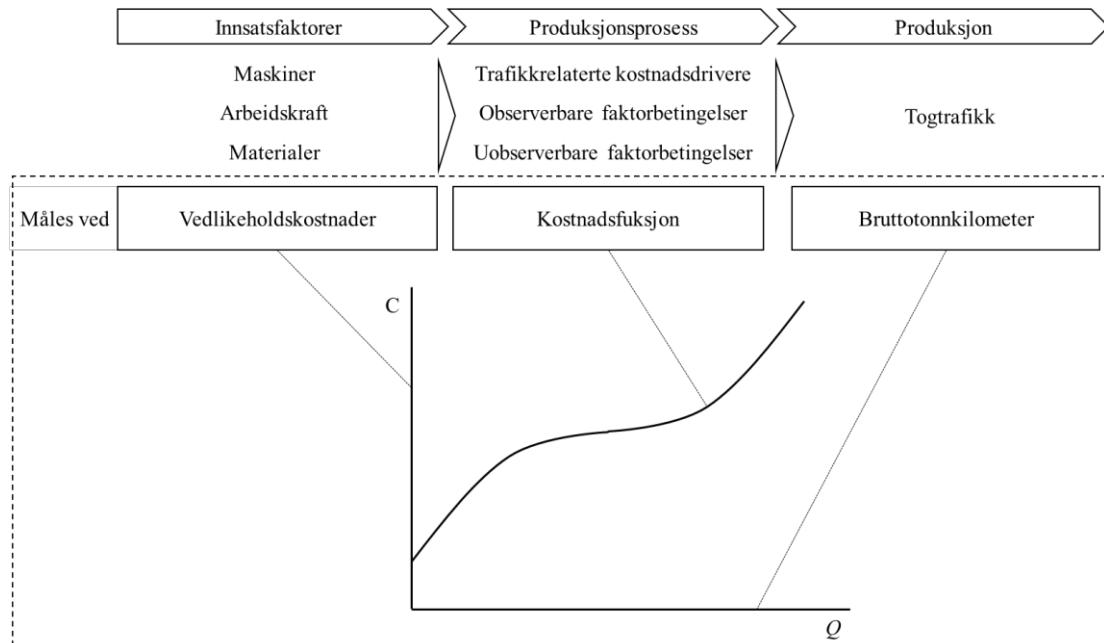 Innsatsfaktorer
Produksjonsprosess
Produksjon
Maskiner
Arbeidskraft
Materialer
Trafikkrelaterte kostnadsdrivere
Observerbare faktorbetingelser
Uobserverbare faktorbetingelser
Togtrafikk
Måles ved
Vedlikeholdskostnader
Kostnadsfuksjon
Bruttotonnkilometer
C
Q